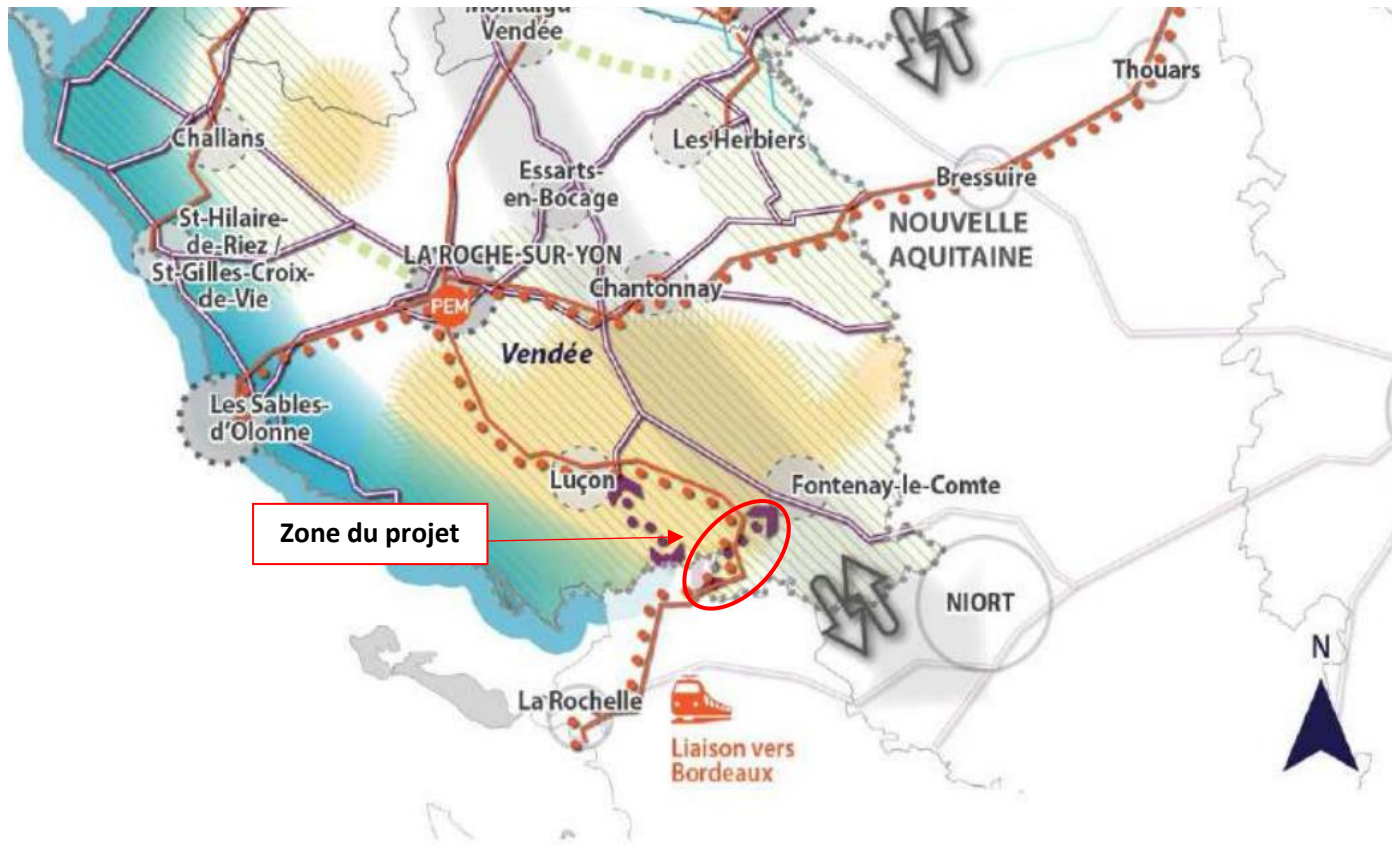 Vendée
Thouars
Challans
Les Herbiers
Essarts-
en-Bocage
Bressuire
NOUVELLE
AQUITAINE
St-Hilaire-
de-Riez /
St-Gilles-Croix-
de-Vie
LA ROCHE-SUR-YON
PEM
Chantonnay
Vendée
Les Sables-
d'Olonne
Luçon
Fontenay-le-Comte
Zone du projet
NIORT
N
La Rochelle
Liaison vers
Bordeaux